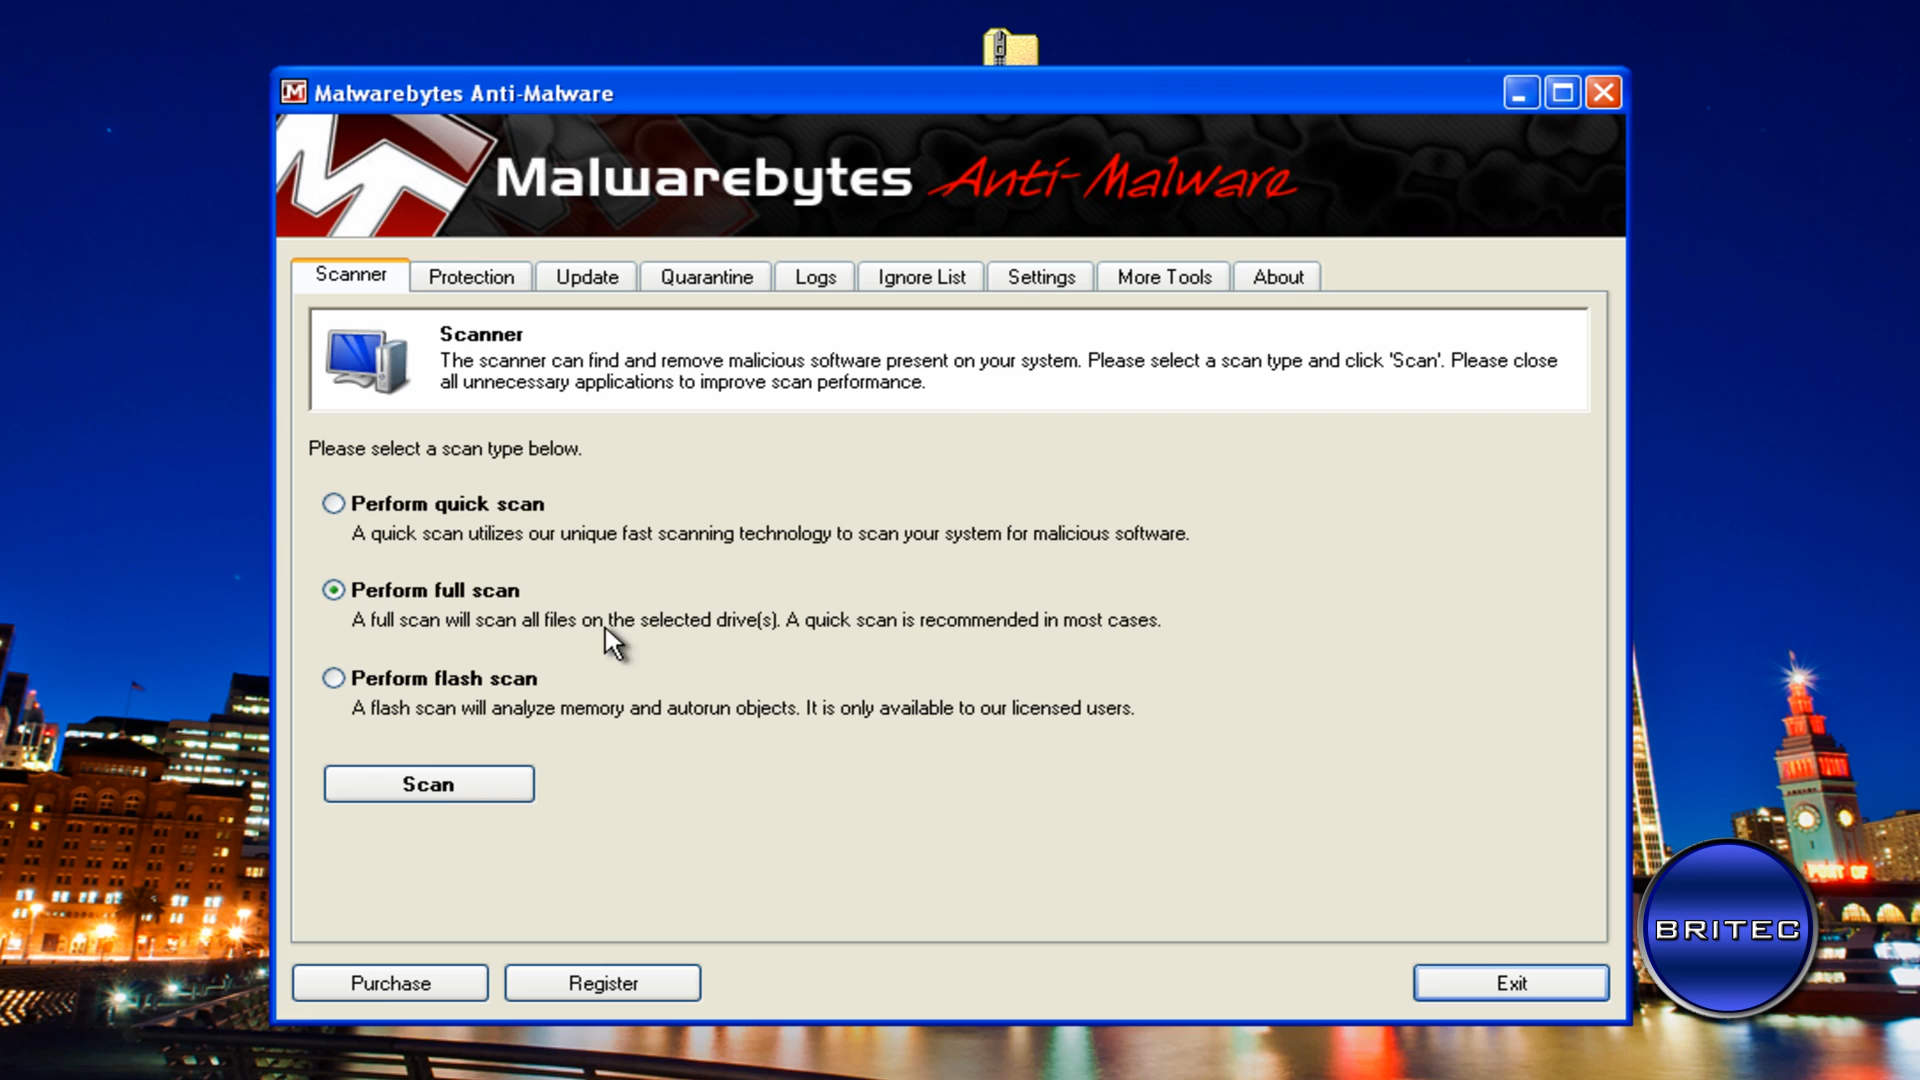 Malwarebytes Anti-Malware
Malwarebytes Anti-Malware
Scanner Protection Update Quarantine Logs Ignore List Settings More Tools About
Scanner
The scanner can find and remove malicious software present on your system. Please select a scan type and click 'Scan'. Please close
all unnecessary applications to improve scan performance.
Please select a scan type below.
Perform quick scan
A quick scan utilizes our unique fast scanning technology to scan your system for malicious software.
Perform full scan
A full scan will scan all files on the selected drive(s). A quick scan is recommended in most cases.
Perform flash scan
A flash scan will analyze memory and autorun objects. It is only available to our licensed users.
Scan
PORT OF
BRITEC
Purchase Register Exit